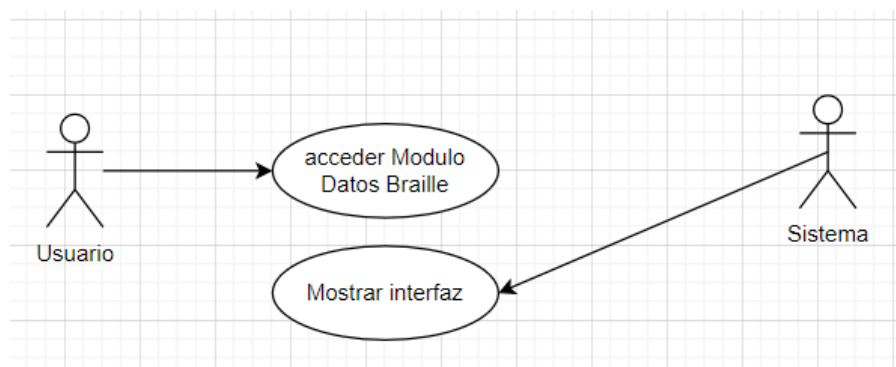 acceder Modulo
Datos Braille
Usuario
Sistema
Mostrar interfaz